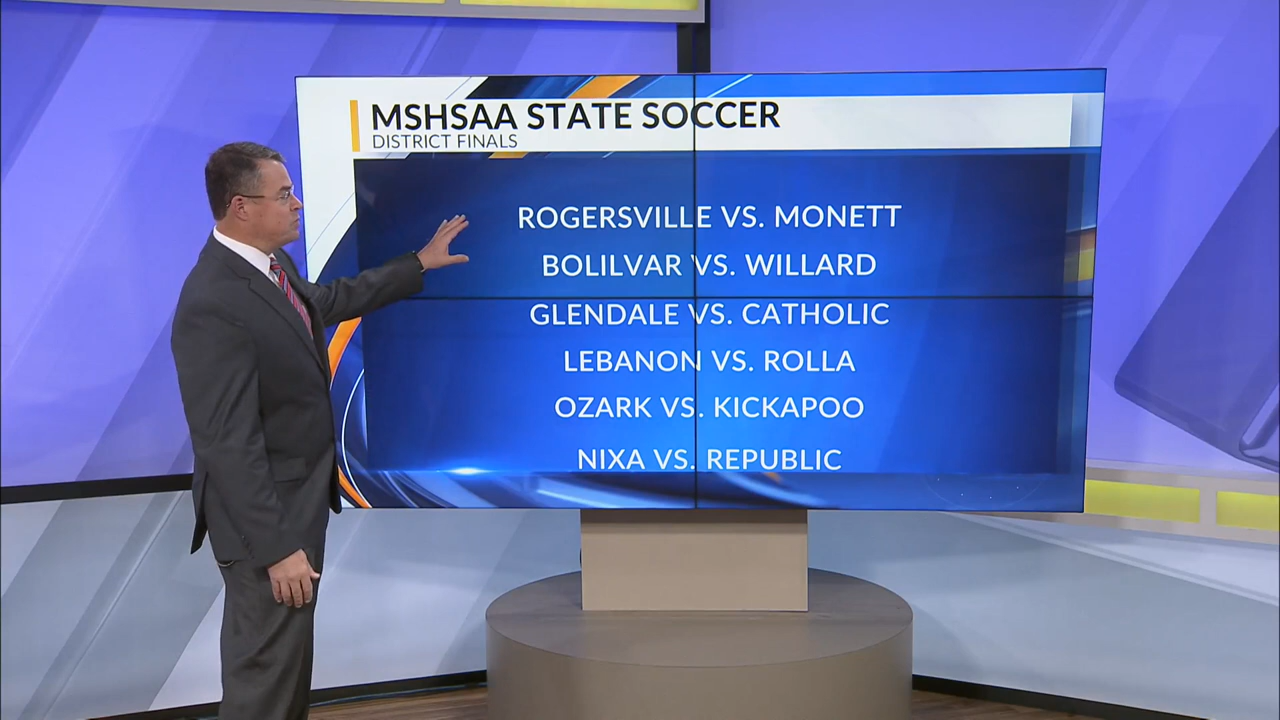 MSHSAA STATE SOCCER
DISTRICT FINALS
ROGERSVILLE VS. MONETT
BOLILVAR VS. WILLARD
GLENDALE VS. CATHOLIC
LEBANON VS. ROLLA
OZARK VS. KICKAPOO
NIXA VS. REPUBLIC